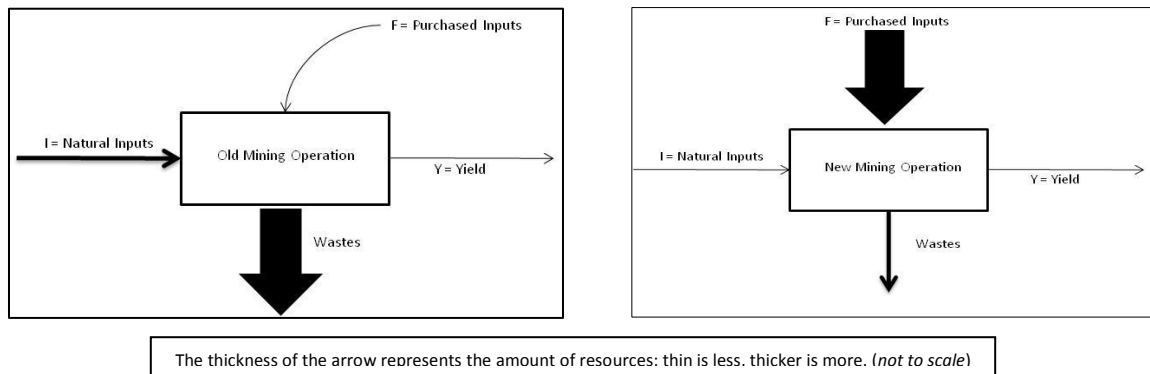 F = Purchased Inputs
I = Natural Inputs
Old Mining Operation
Y = Yield
Wastes
F = Purchased Inputs
I = Natural Inputs
New Mining Operation
Y = Yield
Wastes
The thickness of the arrow represents the amount of resources: thin is less, thicker is more. (not to scale)